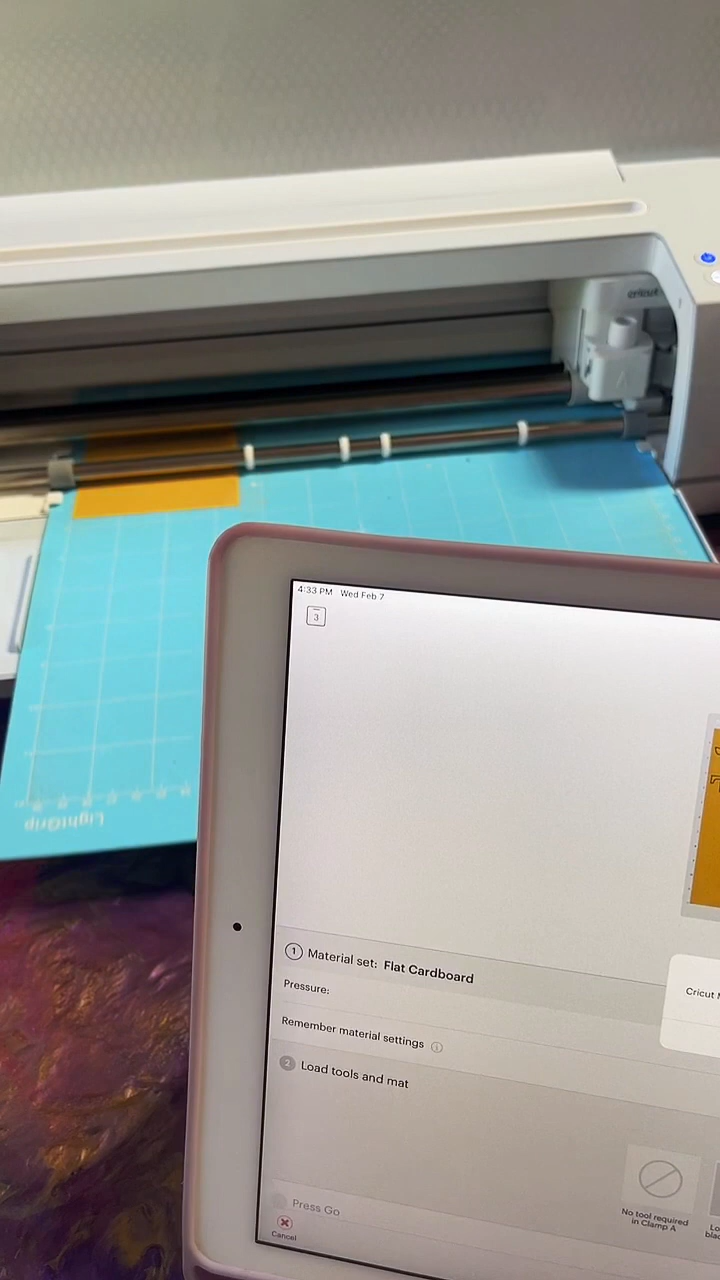 cricut
A
4:33 PM Wed Feb 7
3
LightGrip
1 Material set: Flat Cardboard
Cricut
Pressure:
Remember material settings
2 Load tools and mat
No tool required
in Clamp A
Press Go
Cancel